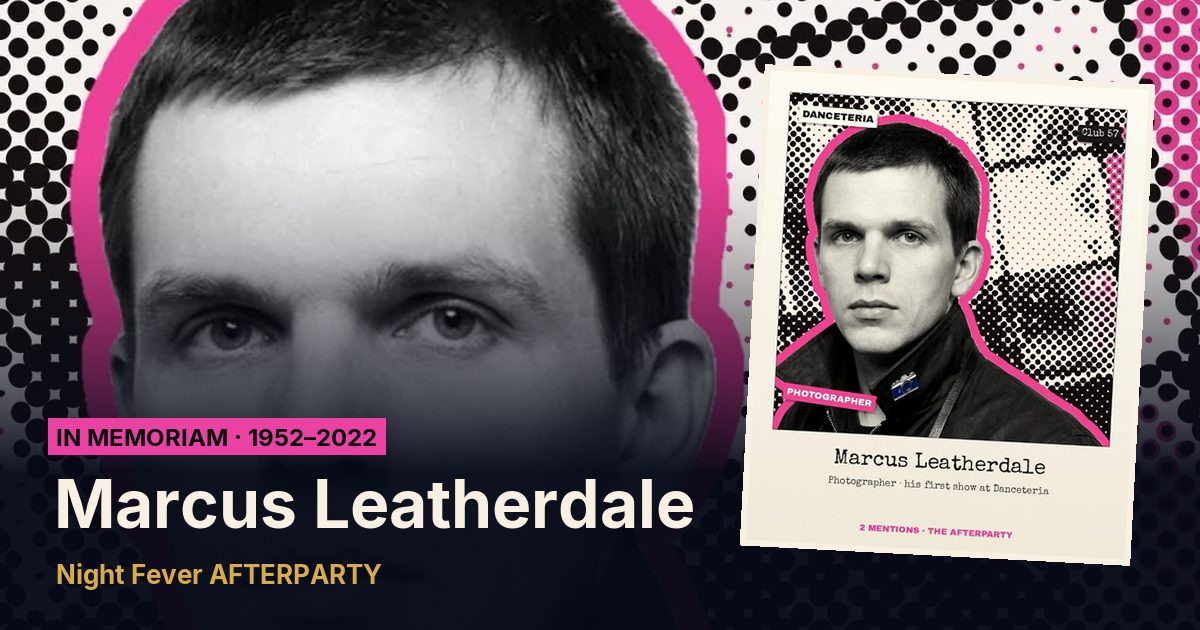 IN MEMORIAM · 1952–2022
Marcus Leatherdale
Night Fever AFTERPARTY
DANCETERIA
Club 57
PHOTOGRAPHER
Marcus Leatherdale
Photographer · his first show at Danceteria
2 MENTIONS · THE AFTERPARTY